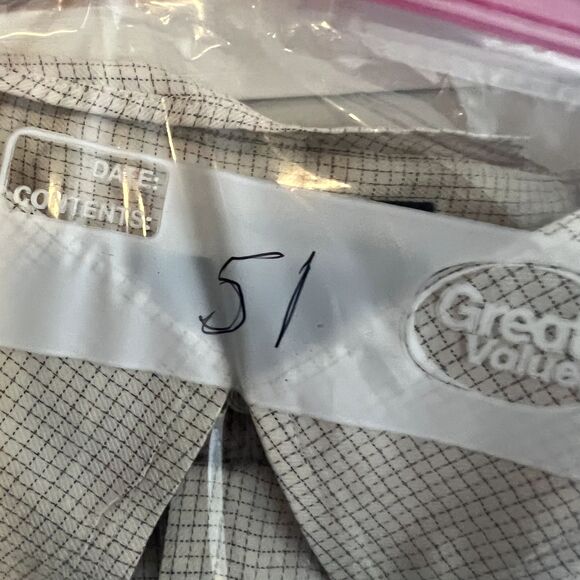 DATE:
CONTENTS:
51
Great
Value